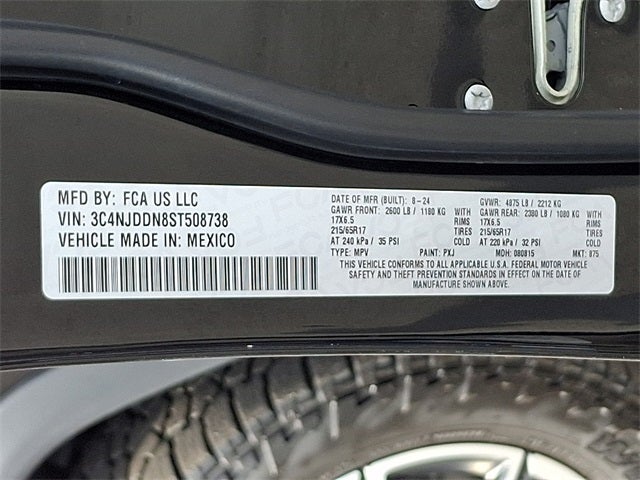 MFD BY: FCA US LLC
VIN: 3C4NJDDN8ST508738
VEHICLE MADE IN: MEXICO
DATE OF MFR (BUILT): 8-24 GVWR: 4875 LB / 2212 KG
GAWR FRONT: 2600 LB / 1180 KG WITH GAWR REAR: 2380 LB / 1080 KG WITH
17X6.5 RIMS 17X6.5 RIMS
215/65R17 TIRES 215/65R17 TIRES
AT 240 kPa / 35 PSI COLD AT 220 kPa / 32 PSI COLD
TYPE: MPV PAINT: PXJ MDH: 080815 MKT: 875
THIS VEHICLE CONFORMS TO ALL APPLICABLE U.S.A. FEDERAL MOTOR VEHICLE
SAFETY AND THEFT PREVENTION STANDARDS IN EFFECT ON THE DATE OF
MANUFACTURE SHOWN ABOVE.